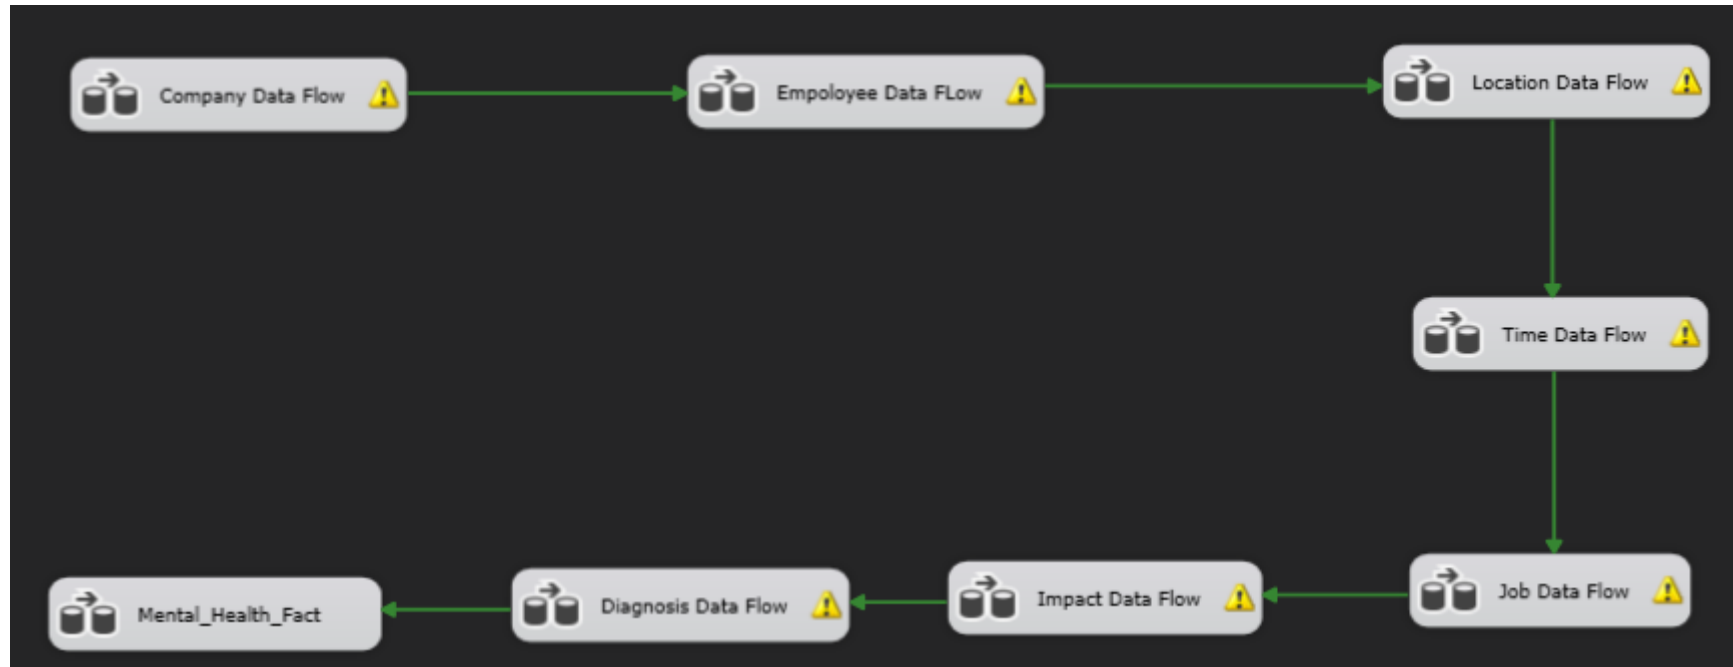 Company Data Flow
Empoloyee Data FLow
Location Data Flow
Time Data Flow
Job Data Flow
Impact Data Flow
Diagnosis Data Flow
Mental_Health_Fact